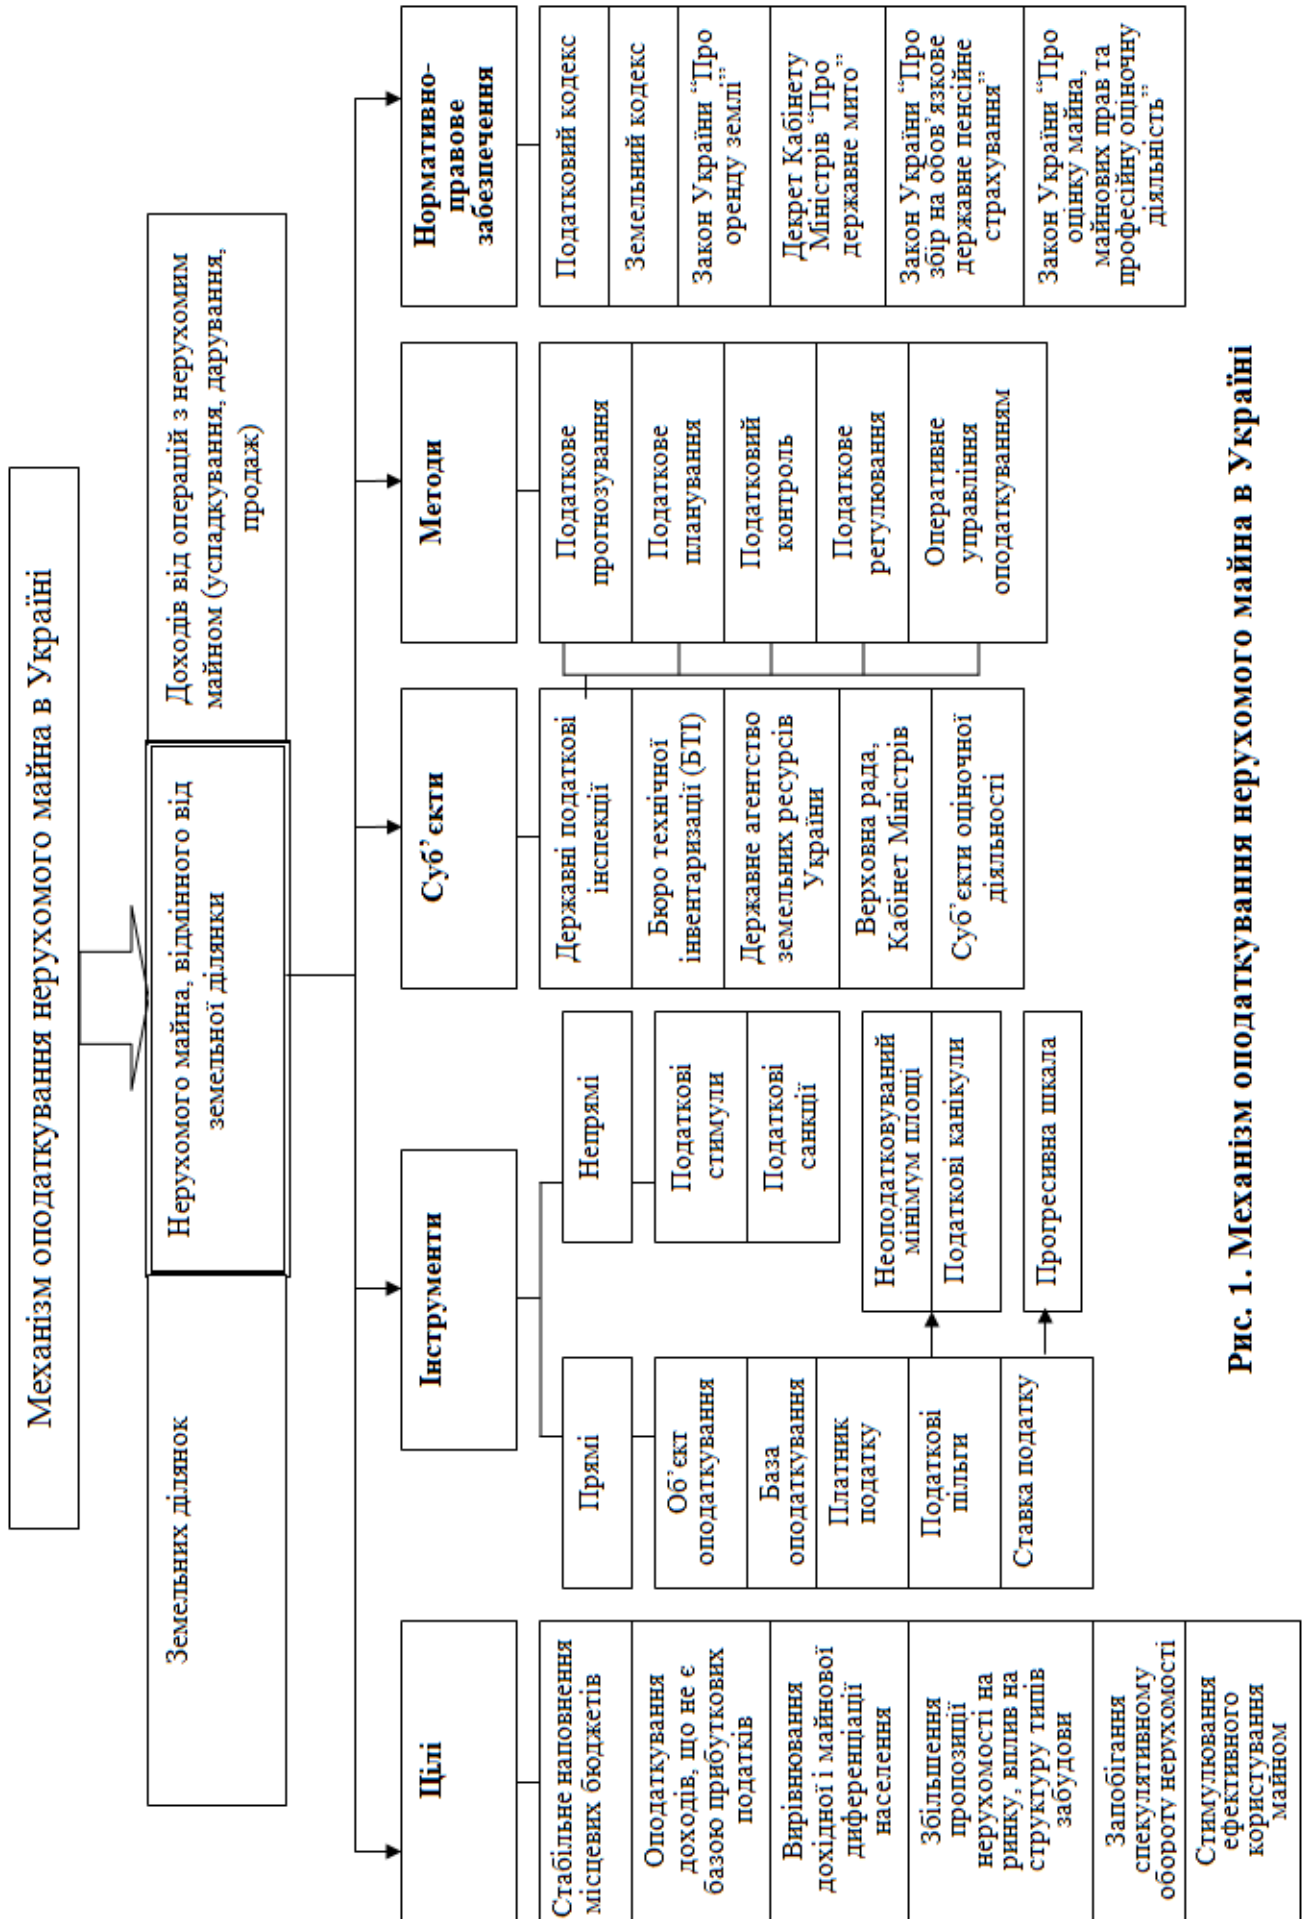 Механізм оподаткування нерухомого майна в Україні
Земельних ділянок
Нерухомого майна, відмінного від
земельної ділянки
Доходів від операцій з нерухомим
майном (успадкування, дарування,
продаж)
Цілі
Стабільне наповнення
місцевих бюджетів
Оподаткування
доходів, що не є
базою прибуткових
податків
Вирівнювання
дохідної і майнової
диференціації
населення
Збільшення
пропозиції
нерухомості на
ринку, вплив на
структуру типів
забудови
Запобігання
спекулятивному
обороту нерухомості
Стимулювання
ефективного
користування
майном
Інструменти
Прямі
Об’єкт
оподаткування
База
оподаткування
Платник
податку
Податкові
пільги
Ставка податку
Непрямі
Податкові
стимули
Податкові
санкції
Неоподатковуваний
мінімум площі
Податкові канікули
Прогресивна шкала
Суб’єкти
Державні податкові
інспекції
Бюро технічної
інвентаризації (БТІ)
Державне агентство
земельних ресурсів
України
Верховна рада,
Кабінет Міністрів
Суб’єкти оціночної
діяльності
Методи
Податкове
прогнозування
Податкове
планування
Податковий
контроль
Податкове
регулювання
Оперативне
управління
оподаткуванням
Нормативно-
правове
забезпечення
Податковий кодекс
Земельний кодекс
Закон України “Про
оренду землі”
Декрет Кабінету
Міністрів “Про
державне мито”
Закон України “Про
збір на обов’язкове
державне пенсійне
страхування”
Закон України “Про
оцінку майна,
майнових прав та
професійну оціночну
діяльність”
Рис. 1. Механізм оподаткування нерухомого майна в Україні